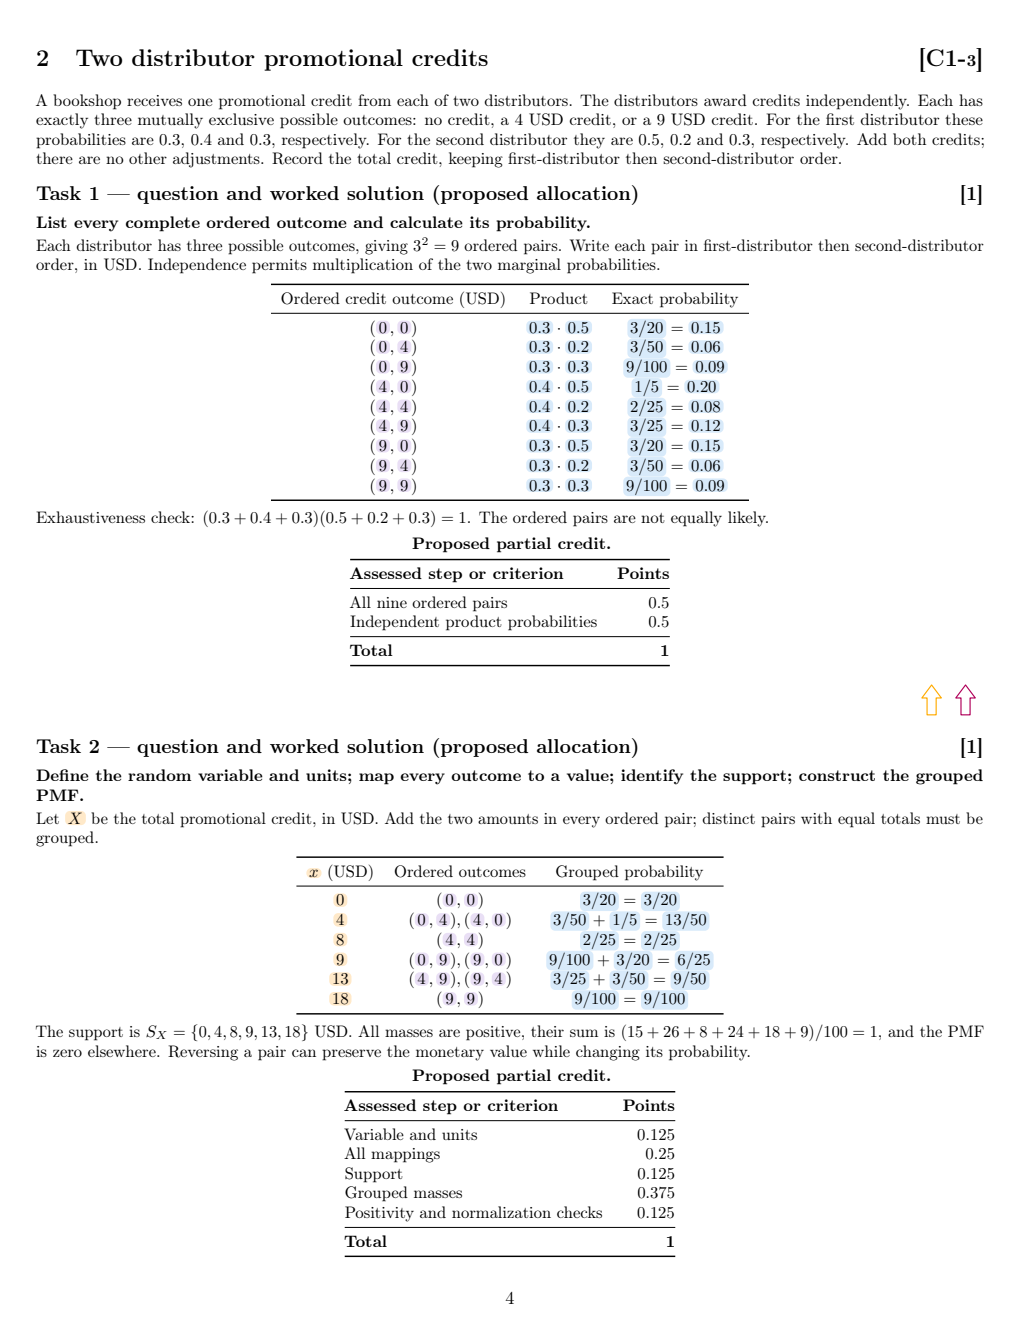 2 Two distributor promotional credits [C1-3]
A bookshop receives one promotional credit from each of two distributors. The distributors award credits independently. Each has
exactly three mutually exclusive possible outcomes: no credit, a 4 USD credit, or a 9 USD credit. For the first distributor these
probabilities are 0.3, 0.4 and 0.3, respectively. For the second distributor they are 0.5, 0.2 and 0.3, respectively. Add both credits;
there are no other adjustments. Record the total credit, keeping first-distributor then second-distributor order.
Task 1 — question and worked solution (proposed allocation) [1]
List every complete ordered outcome and calculate its probability.
Each distributor has three possible outcomes, giving 3² = 9 ordered pairs. Write each pair in first-distributor then second-distributor
order, in USD. Independence permits multiplication of the two marginal probabilities.
Ordered credit outcome (USD) Product Exact probability
(0, 0) 0.3 · 0.5 3/20 = 0.15
(0, 4) 0.3 · 0.2 3/50 = 0.06
(0, 9) 0.3 · 0.3 9/100 = 0.09
(4, 0) 0.4 · 0.5 1/5 = 0.20
(4, 4) 0.4 · 0.2 2/25 = 0.08
(4, 9) 0.4 · 0.3 3/25 = 0.12
(9, 0) 0.3 · 0.5 3/20 = 0.15
(9, 4) 0.3 · 0.2 3/50 = 0.06
(9, 9) 0.3 · 0.3 9/100 = 0.09
Exhaustiveness check: (0.3 + 0.4 + 0.3)(0.5 + 0.2 + 0.3) = 1. The ordered pairs are not equally likely.
Proposed partial credit.
Assessed step or criterion Points
All nine ordered pairs 0.5
Independent product probabilities 0.5
Total 1
Task 2 — question and worked solution (proposed allocation) [1]
Define the random variable and units; map every outcome to a value; identify the support; construct the grouped
PMF.
Let X be the total promotional credit, in USD. Add the two amounts in every ordered pair; distinct pairs with equal totals must be
grouped.
x (USD) Ordered outcomes Grouped probability
0 (0, 0) 3/20 = 3/20
4 (0, 4), (4, 0) 3/50 + 1/5 = 13/50
8 (4, 4) 2/25 = 2/25
9 (0, 9), (9, 0) 9/100 + 3/20 = 6/25
13 (4, 9), (9, 4) 3/25 + 3/50 = 9/50
18 (9, 9) 9/100 = 9/100
The support is S_X = {0, 4, 8, 9, 13, 18} USD. All masses are positive, their sum is (15 + 26 + 8 + 24 + 18 + 9)/100 = 1, and the PMF
is zero elsewhere. Reversing a pair can preserve the monetary value while changing its probability.
Proposed partial credit.
Assessed step or criterion Points
Variable and units 0.125
All mappings 0.25
Support 0.125
Grouped masses 0.375
Positivity and normalization checks 0.125
Total 1
4